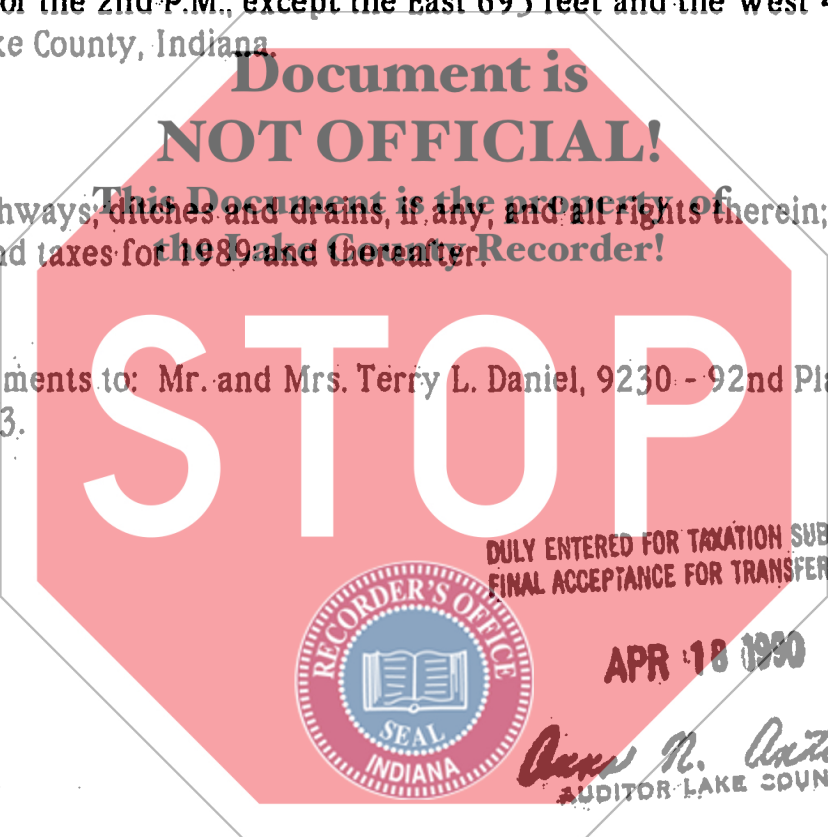 of the 2nd P.M., except the East 693 feet and the West
ke County, Indiana.
Document is
NOT OFFICIAL!
This Document is the property of
hways; ditches and drains, if any, and all rights therein;
the Lake County Recorder!
nd taxes for 1989 and thereafter.
STOP
ments to: Mr. and Mrs. Terry L. Daniel, 9230 - 92nd Pla
3.
DULY ENTERED FOR TAXATION SUB
FINAL ACCEPTANCE FOR TRANSFER
APR 18 1990
RECORDER'S OFFICE
SEAL
INDIANA
Anna N. Anto
AUDITOR LAKE COUN